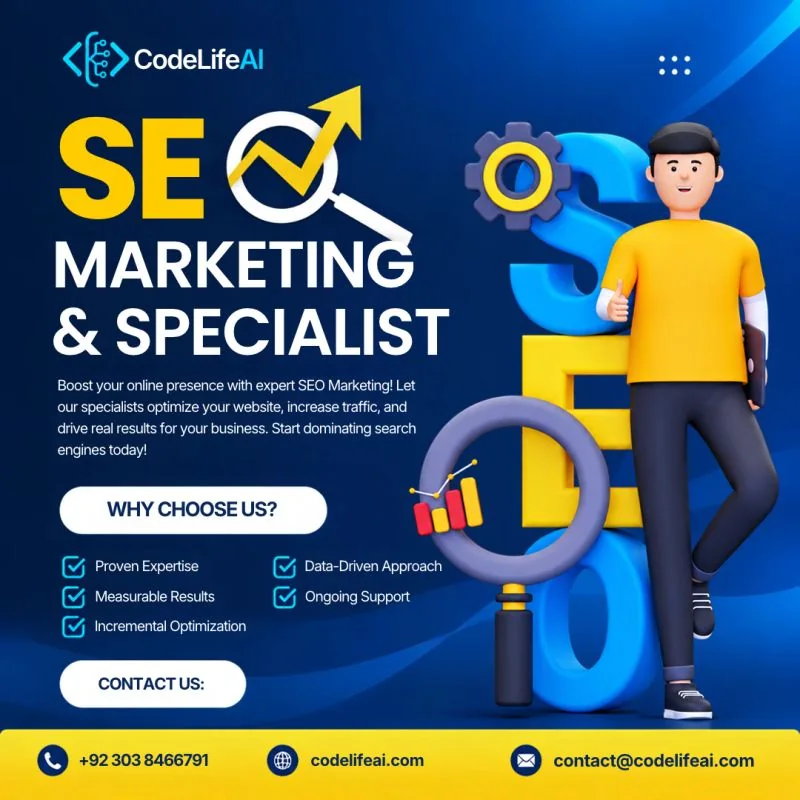 CodeLifeAI
SEO
MARKETING
& SPECIALIST
Boost your online presence with expert SEO Marketing! Let
our specialists optimize your website, increase traffic, and
drive real results for your business. Start dominating search
engines today!
WHY CHOOSE US?
Proven Expertise
Data-Driven Approach
Measurable Results
Ongoing Support
Incremental Optimization
CONTACT US:
+92 303 8466791
codelifeai.com
contact@codelifeai.com
S
E
O